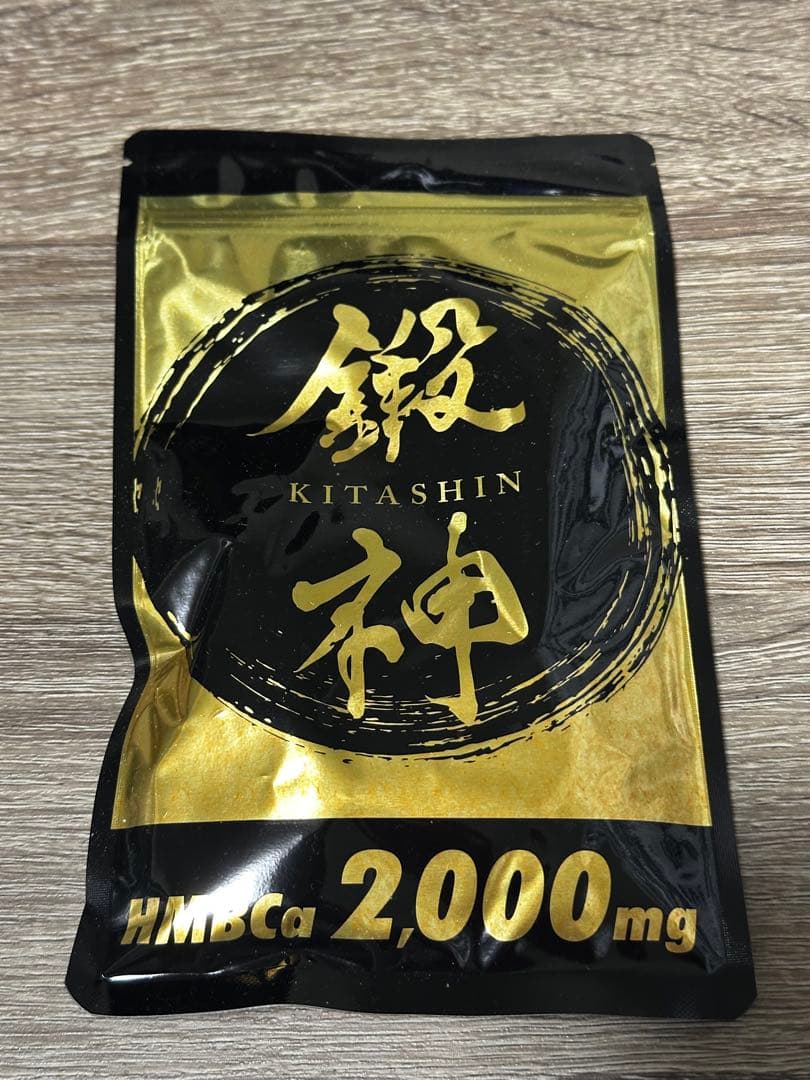 鍛
KITASHIN
神
HMBCa 2,000mg